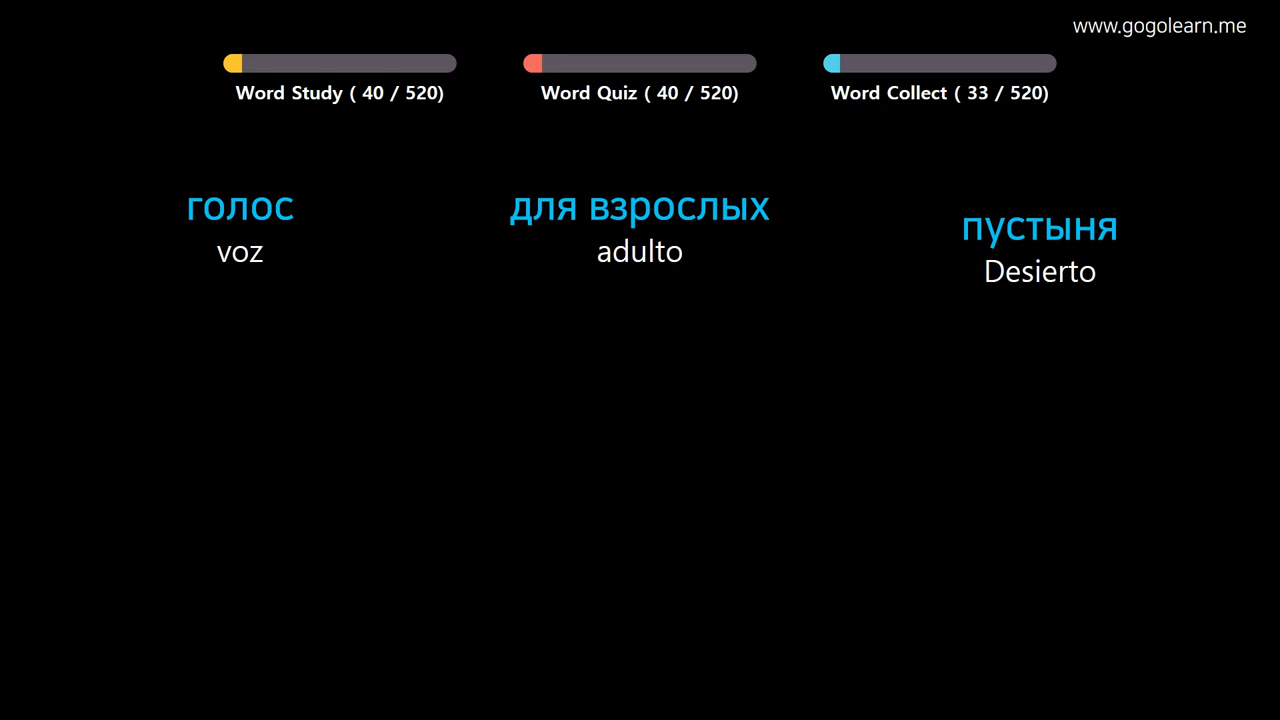 www.gogolearn.me
Word Study ( 40 / 520)
Word Quiz ( 40 / 520)
Word Collect ( 33 / 520)
голос
voz
для взрослых
adulto
пустыня
Desierto